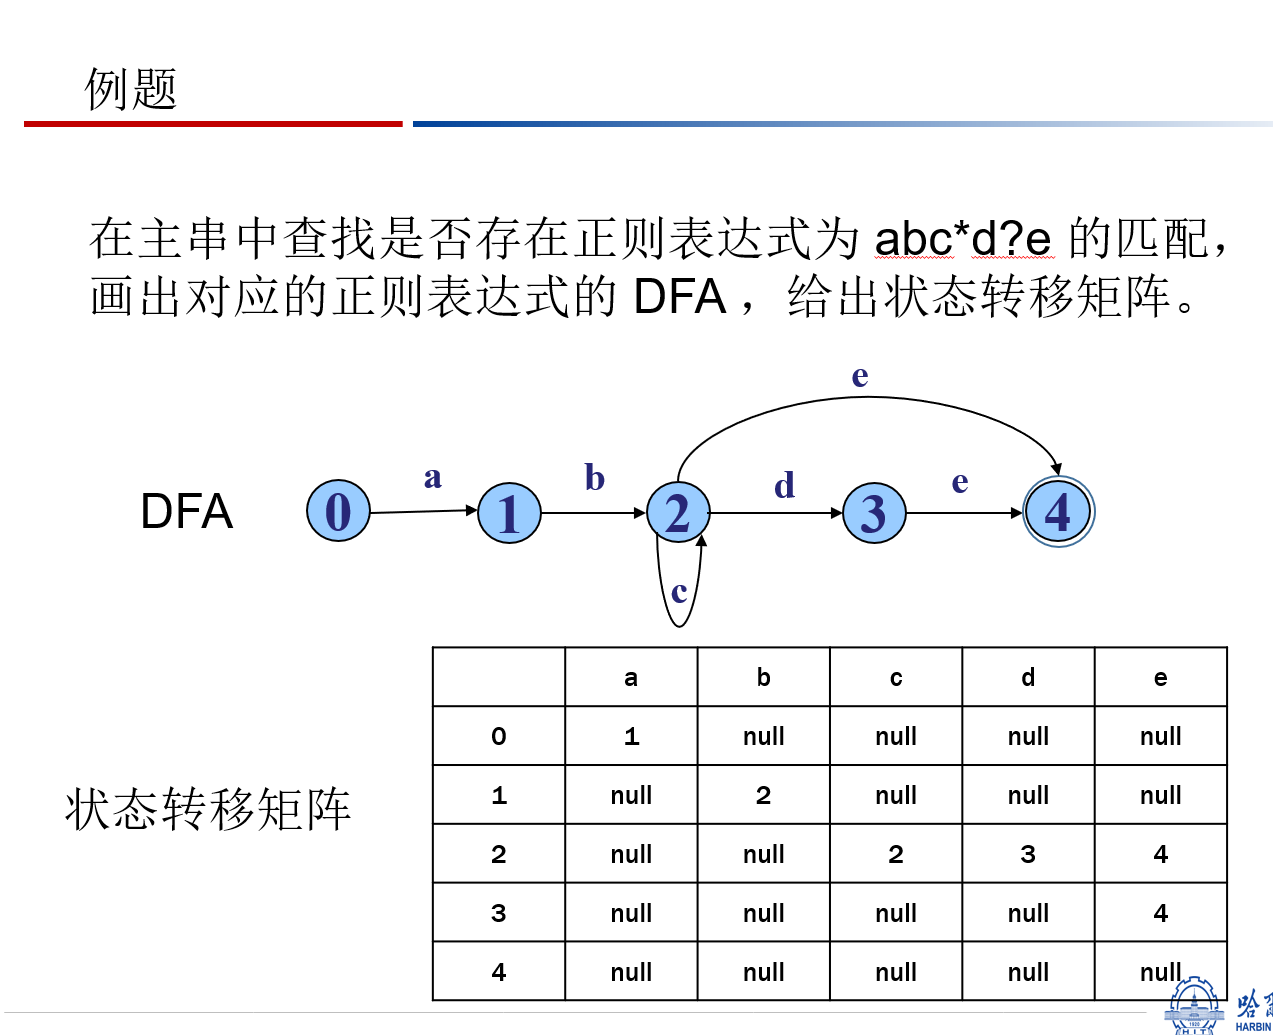 例题
在主串中查找是否存在正则表达式为 abc*d?e 的匹配，
画出对应的正则表达式的 DFA ，给出状态转移矩阵。
e
a b d e
DFA 0 1 2 3 4
c
a b c d e
0 1 null null null null
1 null 2 null null null
状态转移矩阵
2 null null 2 3 4
3 null null null null 4
4 null null null null null
哈
1920
HARBIN
H I T